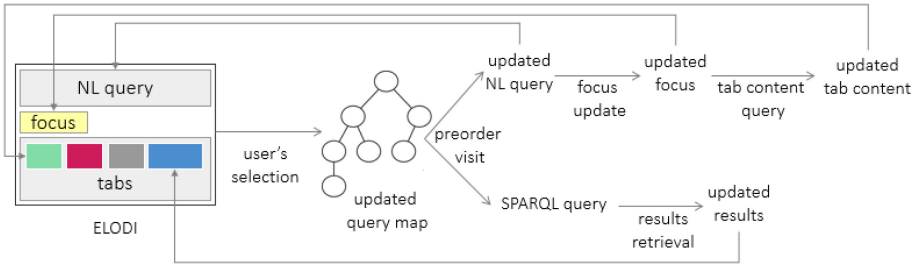 NL query
focus
tabs
ELODI
user's
selection
updated
query map
preorder
visit
updated
NL query
focus
update
updated
focus
tab content
query
updated
tab content
SPARQL query
results
retrieval
updated
results